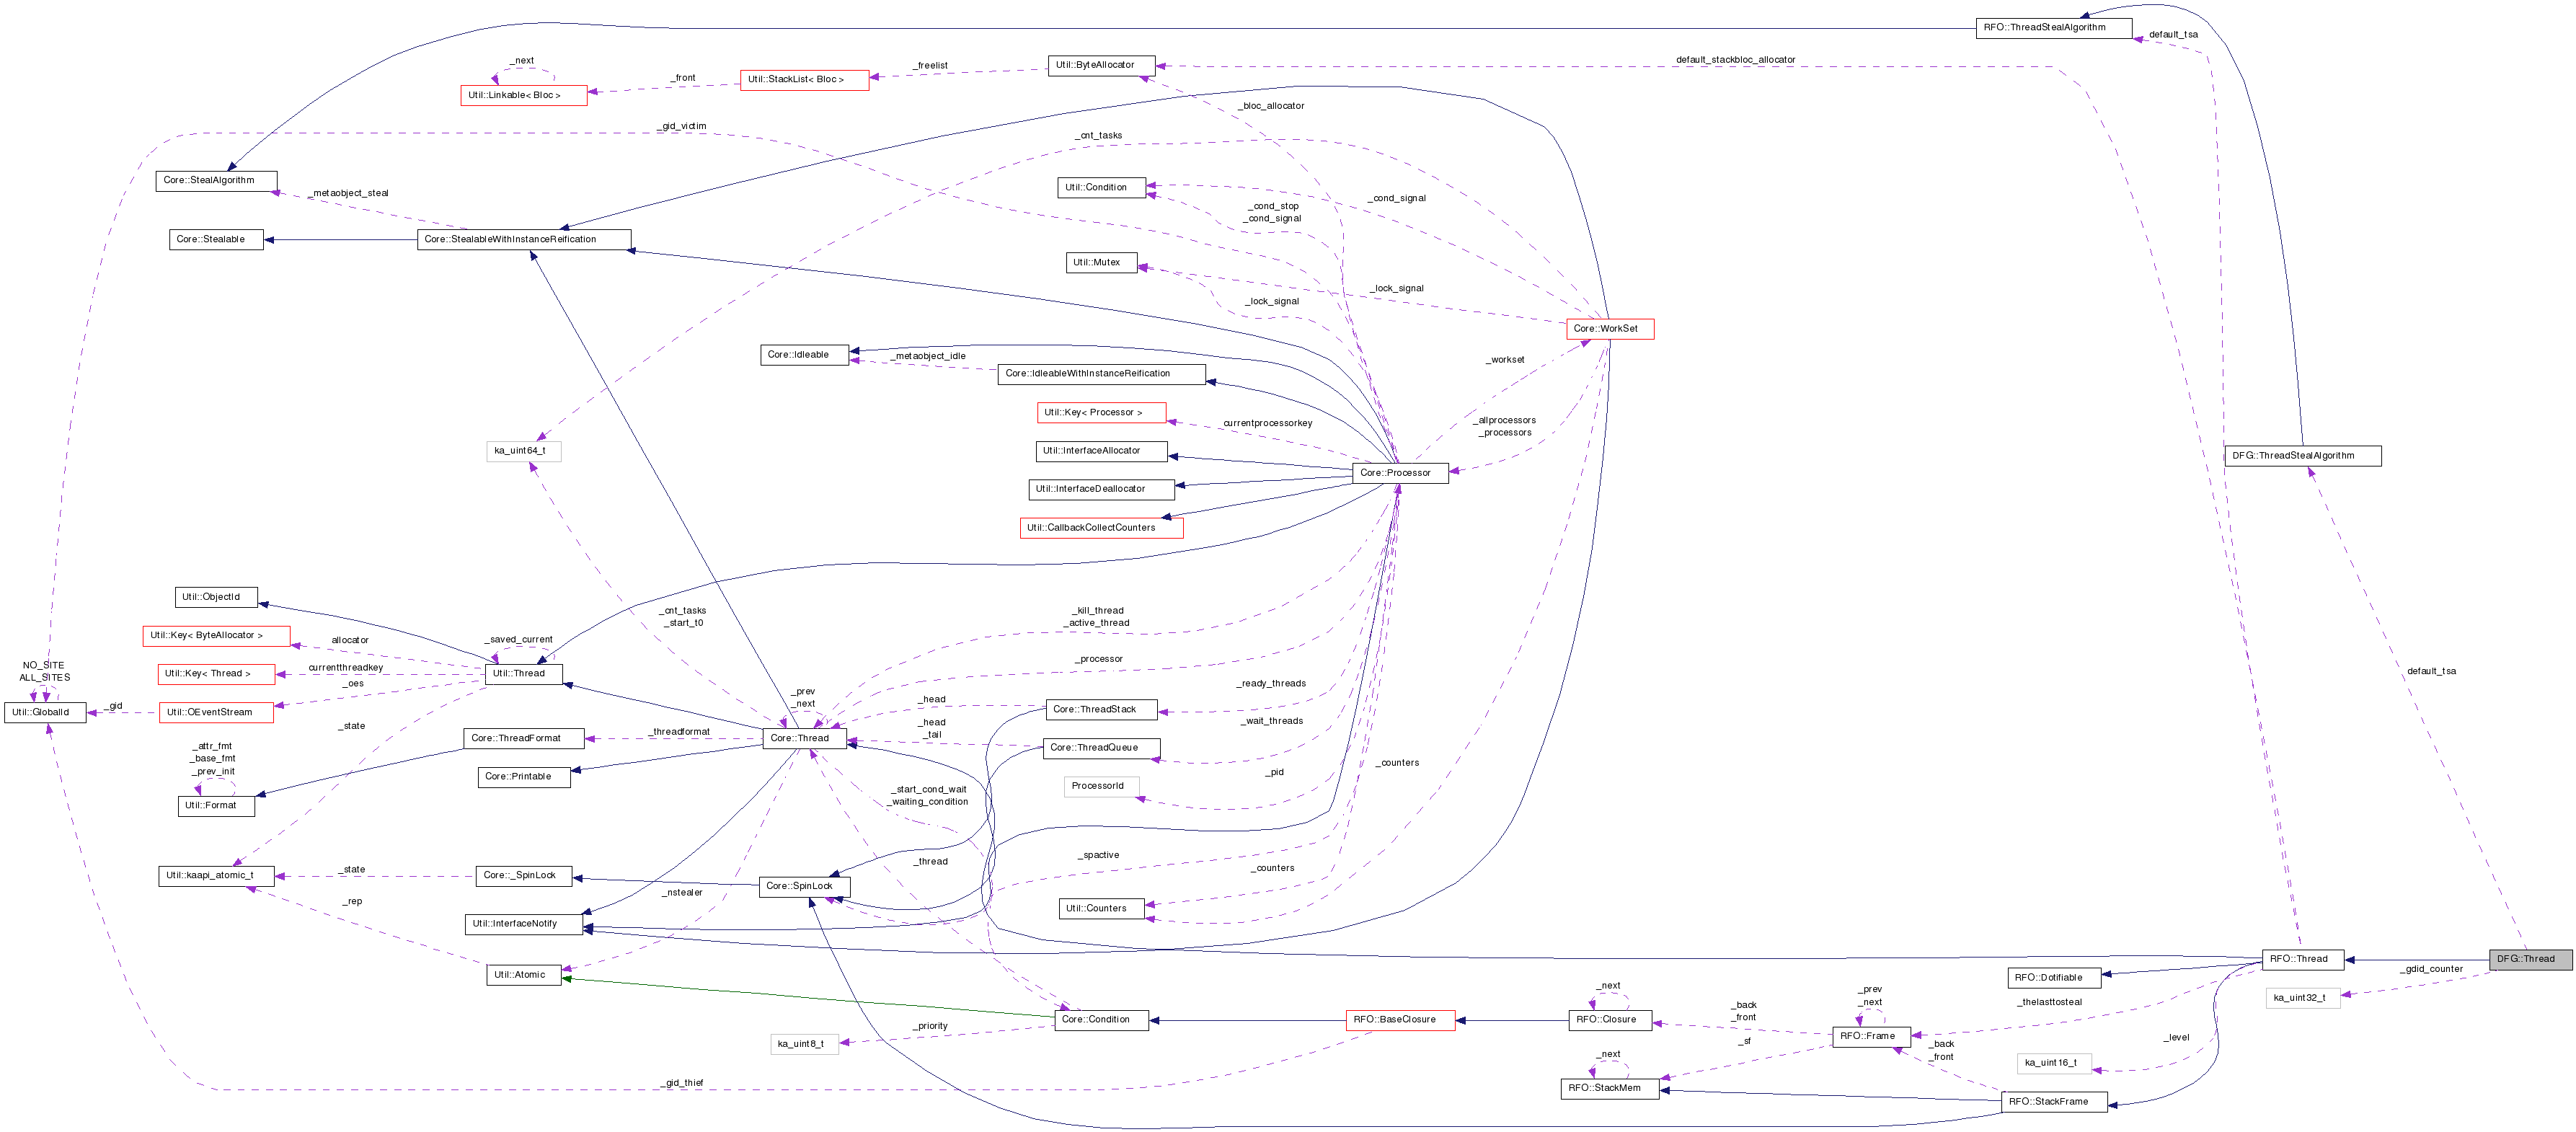 RFO::ThreadStealAlgorithm
default_tsa
_next
_freelist
Util::ByteAllocator
default_stackbloc_allocator
_front
Util::StackList< Bloc >
Util::Linkable< Bloc >
_bloc_allocator
_gid_victim
_cnt_tasks
Core::StealAlgorithm
_metaobject_steal
Util::Condition
_cond_signal
_cond_stop
_cond_signal
Core::Stealable
Core::StealableWithInstanceReification
Util::Mutex
_lock_signal
_lock_signal
Core::WorkSet
Core::Idleable
_metaobject_idle
_workset
Core::IdleableWithInstanceReification
Util::Key< Processor >
currentprocessorkey
_allprocessors
_processors
ka_uint64_t
Util::InterfaceAllocator
DFG::ThreadStealAlgorithm
Core::Processor
Util::InterfaceDeallocator
Util::CallbackCollectCounters
Util::ObjectId
_cnt_tasks
_start_t0
_kill_thread
_active_thread
Util::Key< ByteAllocator >
allocator
_saved_current
_processor
NO_SITE
ALL_SITES
Util::Key< Thread >
currentthreadkey
Util::Thread
default_tsa
_oes
_ready_threads
_prev
_next
_head
Util::GlobalId
_gid
Util::OEventStream
Core::ThreadStack
_state
_wait_threads
_head
_tail
Core::ThreadFormat
_threadformat
Core::Thread
Core::ThreadQueue
_attr_fmt
_base_fmt
_prev_init
Core::Printable
_counters
_pid
ProcessorId
_start_cond_wait
_waiting_condition
Util::Format
_spactive
_thread
_counters
Util::kaapi_atomic_t
_state
Core::_SpinLock
Core::SpinLock
_nstealer
_rep
Util::Counters
Util::InterfaceNotify
RFO::Thread
DFG::Thread
_gdid_counter
Util::Atomic
RFO::Dotifiable
ka_uint32_t
_next
_prev
_next
_thelasttosteal
_back
_front
Core::Condition
RFO::BaseClosure
RFO::Closure
_priority
RFO::Frame
_level
ka_uint8_t
_sf
_back
_front
_next
ka_uint16_t
_gid_thief
RFO::StackMem
RFO::StackFrame